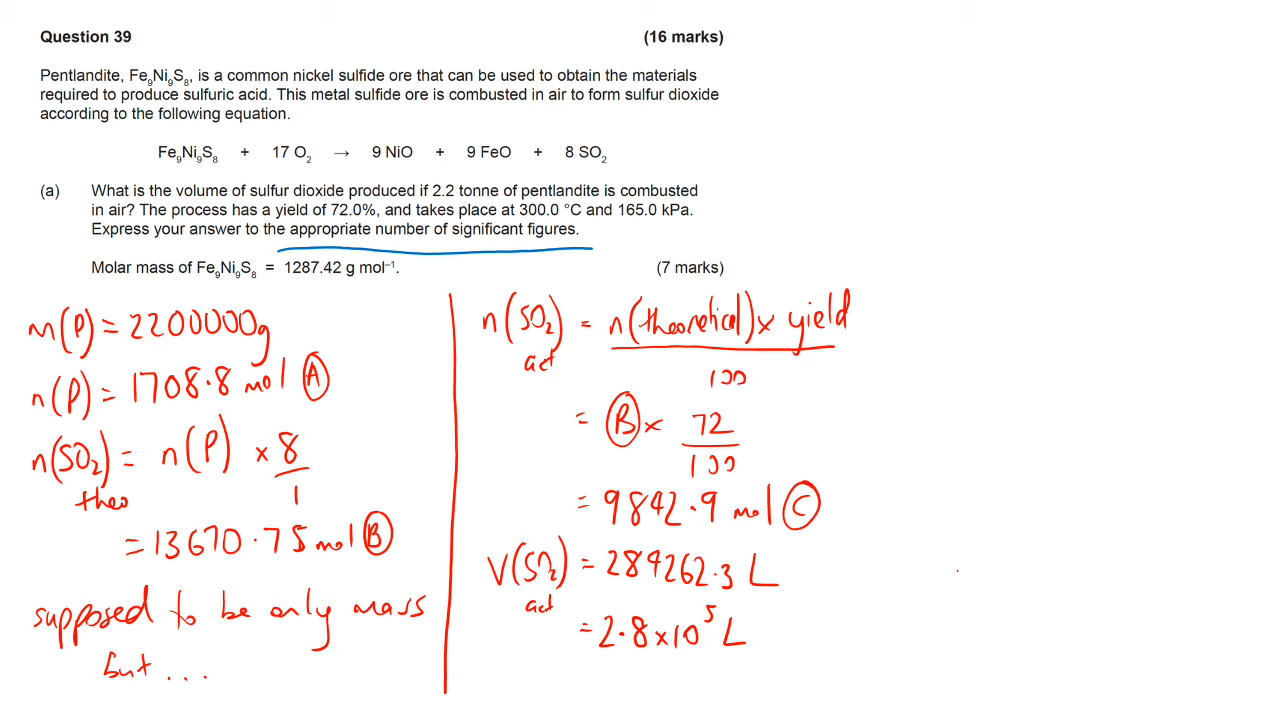 Question 39 (16 marks)
Pentlandite, Fe₉Ni₉S₈, is a common nickel sulfide ore that can be used to obtain the materials
required to produce sulfuric acid. This metal sulfide ore is combusted in air to form sulfur dioxide
according to the following equation.
Fe₉Ni₉S₈ + 17 O₂ → 9 NiO + 9 FeO + 8 SO₂
(a) What is the volume of sulfur dioxide produced if 2.2 tonne of pentlandite is combusted
in air? The process has a yield of 72.0%, and takes place at 300.0 °C and 165.0 kPa.
Express your answer to the appropriate number of significant figures.
Molar mass of Fe₉Ni₉S₈ = 1287.42 g mol⁻¹. (7 marks)
m(P) = 2200000g
n(P) = 1708.8 mol Ⓐ
n(SO₂) = n(P) × 8
theo 1
= 13670.75 mol Ⓑ
supposed to be only mass
but ...
n(SO₂) = n(theoretical) × yield
act 100
= Ⓑ × 72
100
= 9842.9 mol Ⓒ
V(SO₂) = 284262.3 L
act
= 2.8 × 10⁵ L